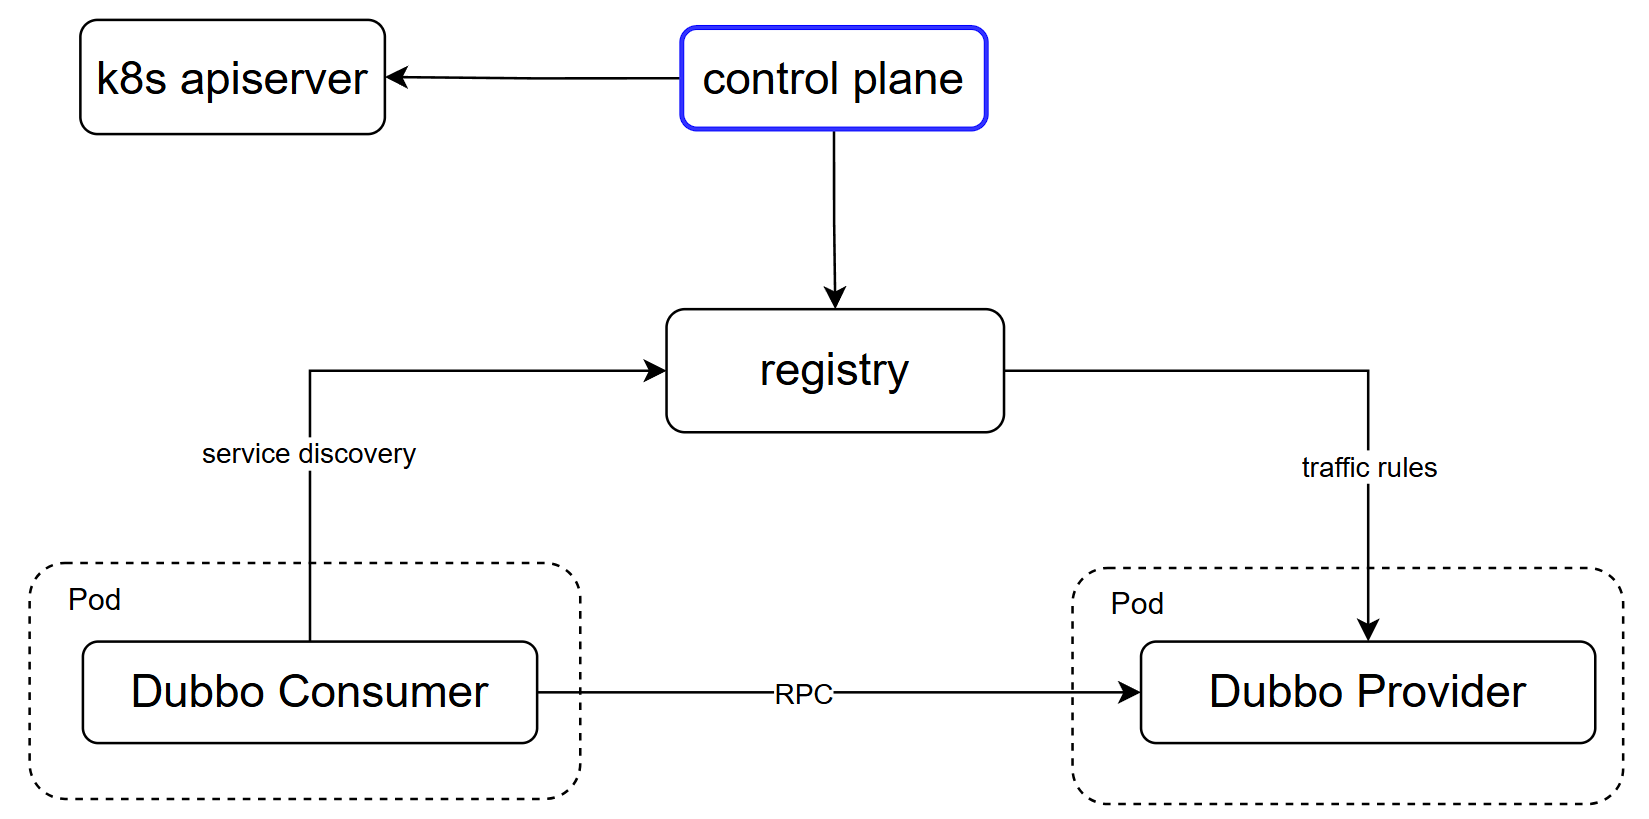 k8s apiserver
control plane
registry
service discovery
traffic rules
Pod
Pod
Dubbo Consumer
RPC
Dubbo Provider